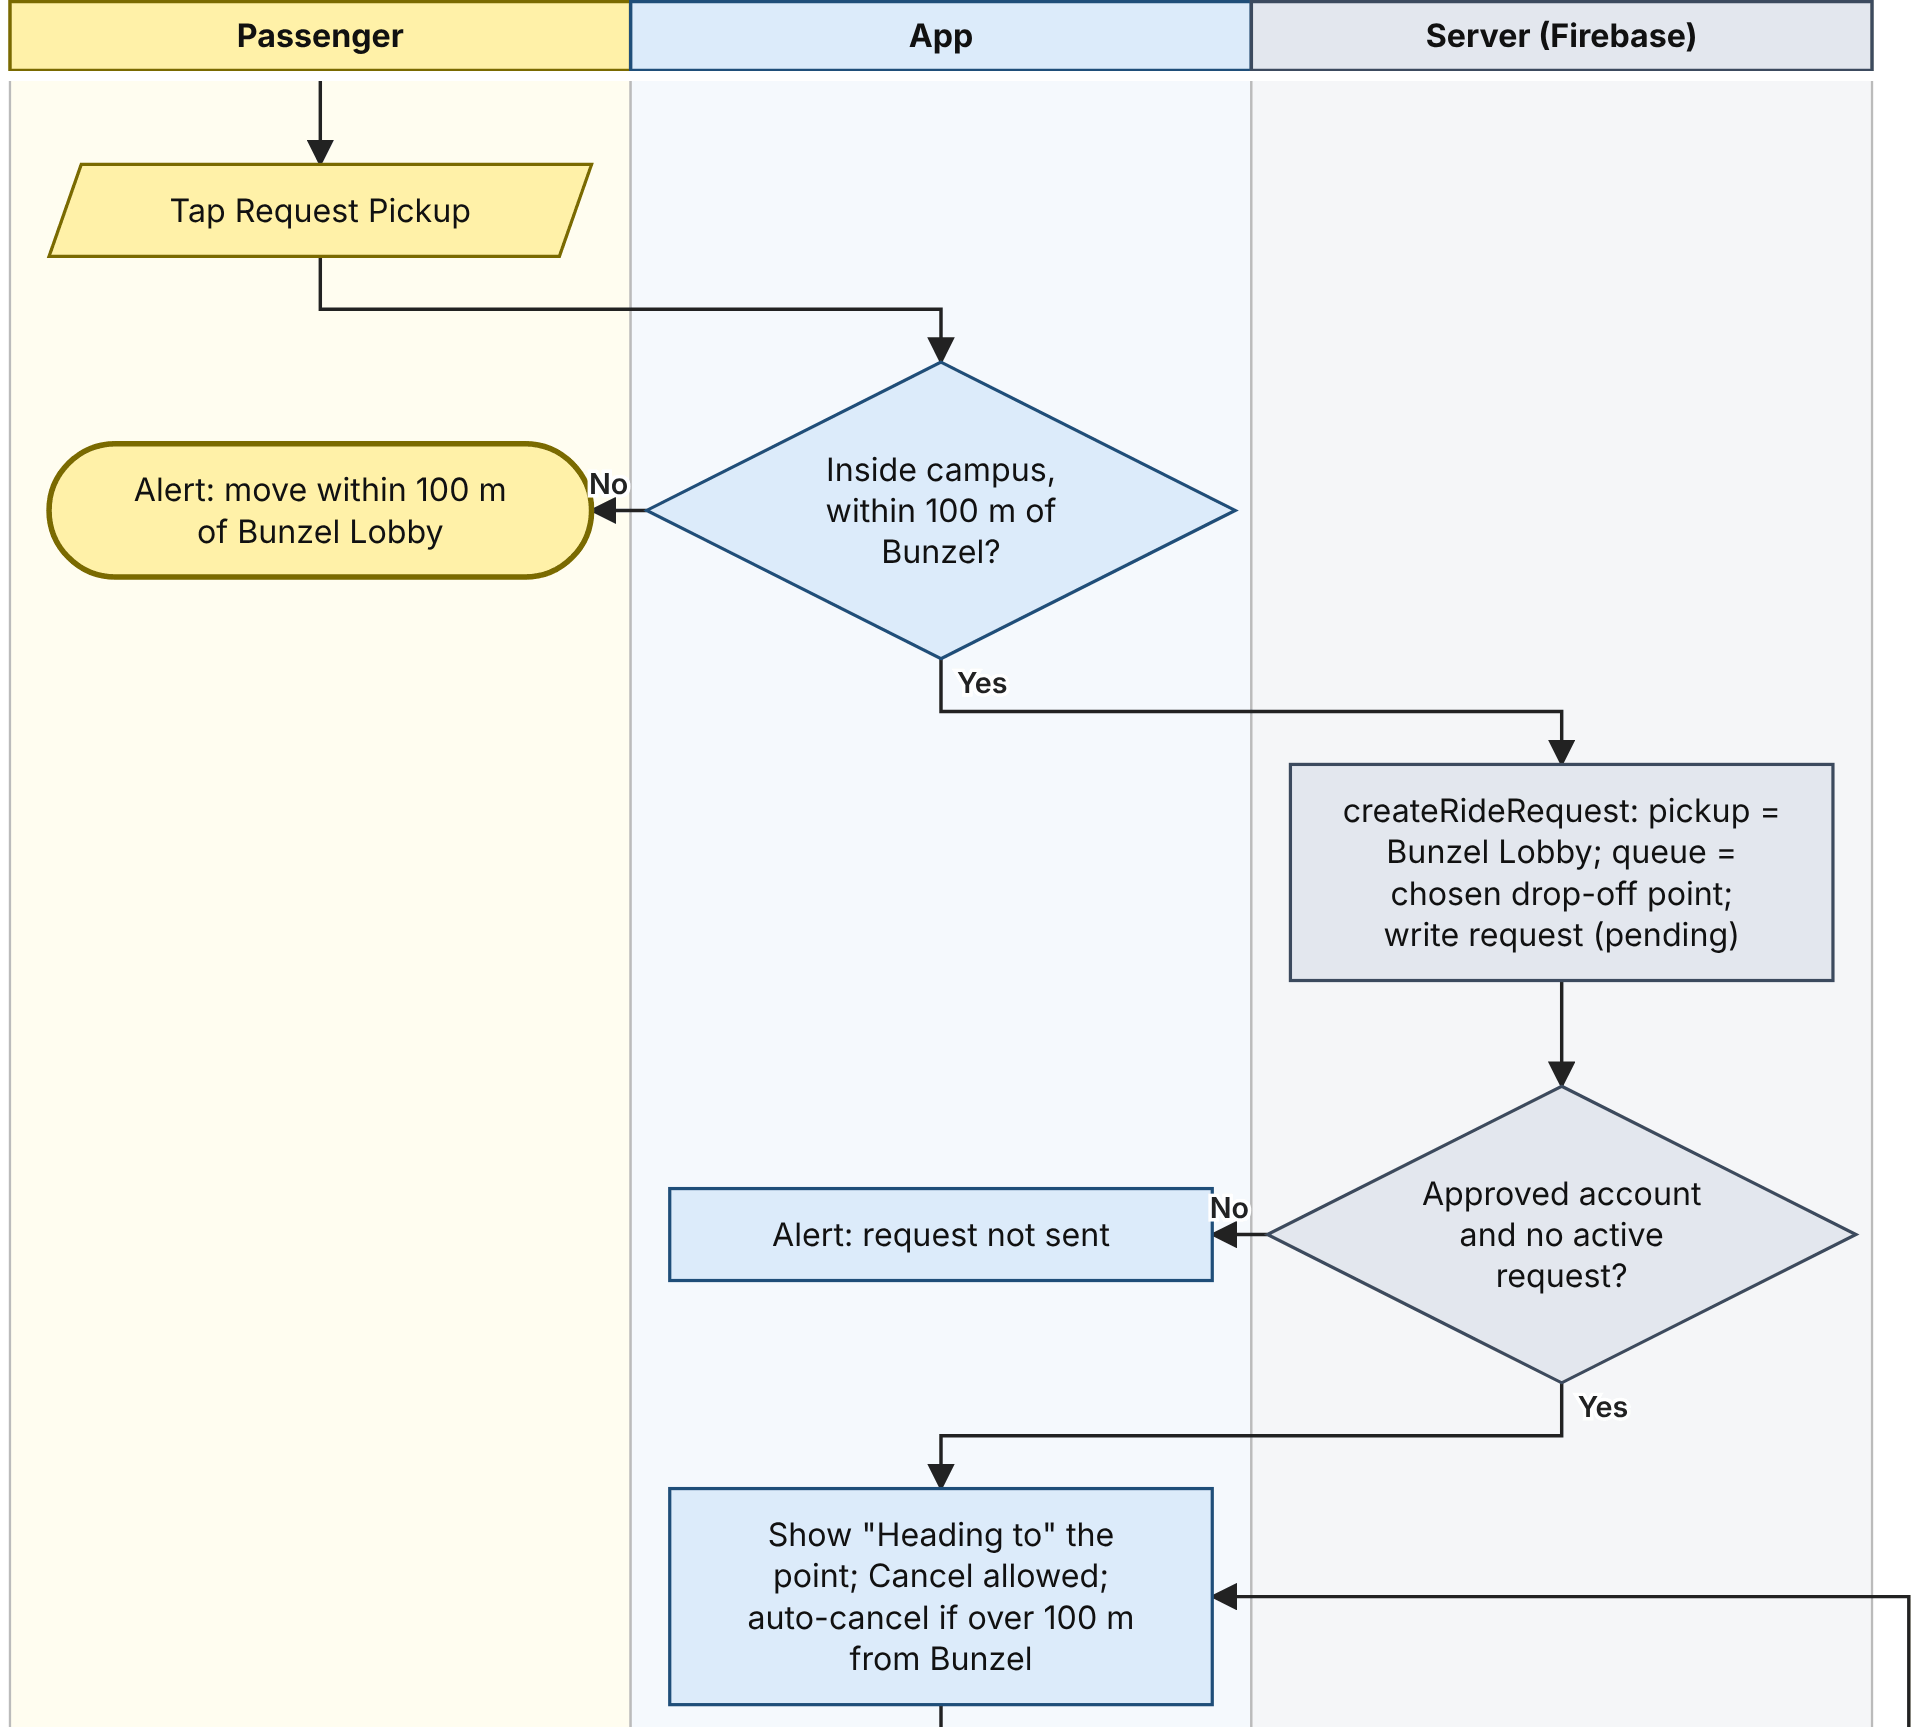 Passenger
App
Server (Firebase)
Tap Request Pickup
Inside campus,
within 100 m of
Bunzel?
No
Alert: move within 100 m
of Bunzel Lobby
Yes
createRideRequest: pickup =
Bunzel Lobby; queue =
chosen drop-off point;
write request (pending)
Approved account
and no active
request?
No
Alert: request not sent
Yes
Show "Heading to" the
point; Cancel allowed;
auto-cancel if over 100 m
from Bunzel